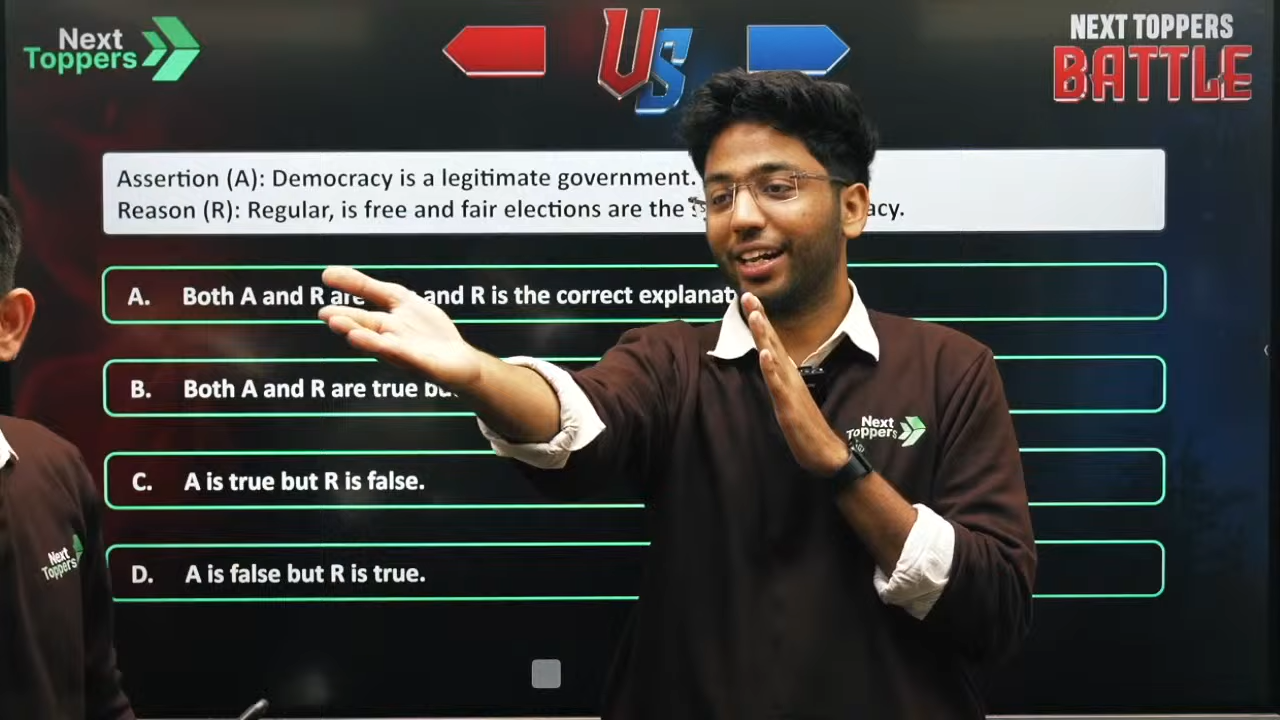 Next
Toppers
US
NEXT TOPPERS
BATTLE
Assertion (A): Democracy is a legitimate government.
Reason (R): Regular, is free and fair elections are the acy.
A. Both A and R are and R is the correct explanat
B. Both A and R are true
C. A is true but R is false.
D. A is false but R is true.
Next
Toppers
Next
Toppers